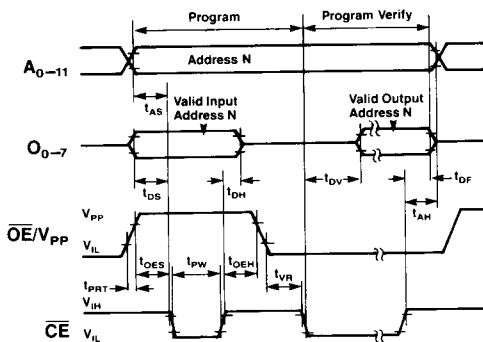 Program Program Verify
A0–11 Address N
tAS
Valid Input Address N
Valid Output Address N
O0–7
tDS tDH tDV tDF
tAH
VPP
OE/VPP
VIL
tOES tPW tOEH
tPRT tVR
VIH
CE
VIL